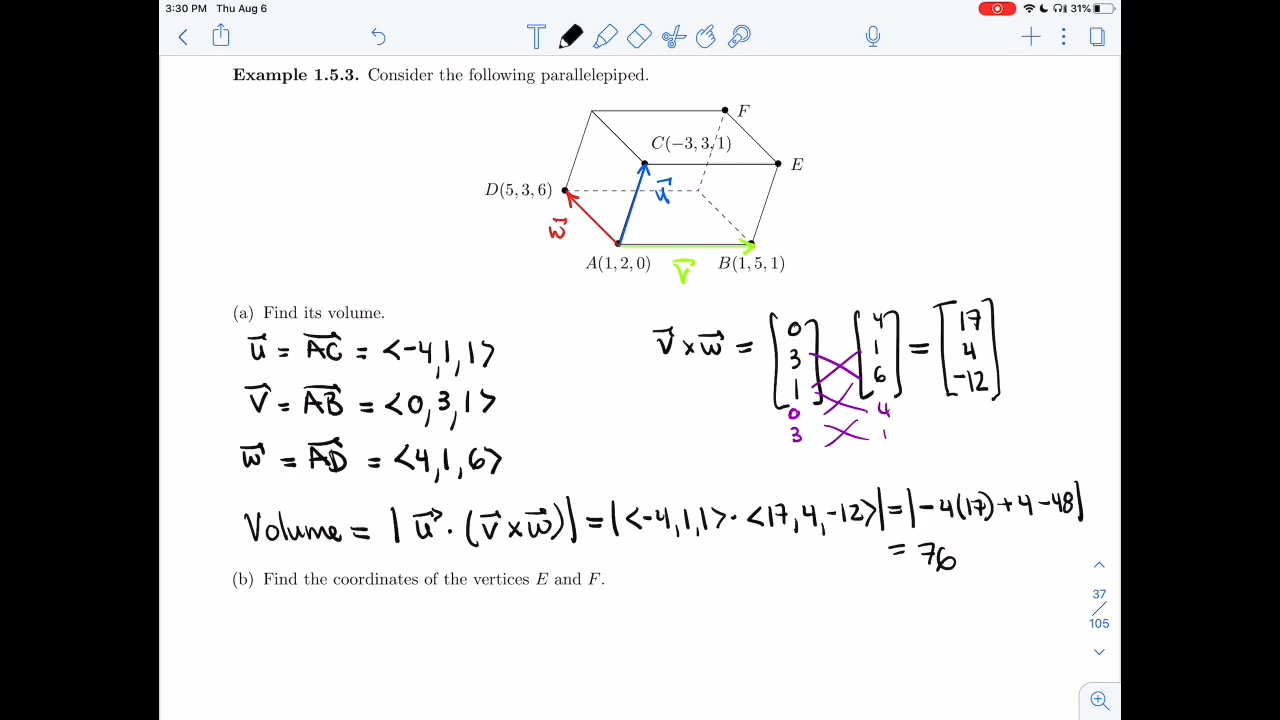 3:30 PM Thu Aug 6
31%
Example 1.5.3. Consider the following parallelepiped.
F
C(−3, 3, 1)
E
D(5, 3, 6)
u⃗
w⃗
A(1, 2, 0)
v⃗
B(1, 5, 1)
(a) Find its volume.
u⃗ = AC⃗ = <-4, 1, 1>
v⃗ = AB⃗ = <0, 3, 1>
w⃗ = AD⃗ = <4, 1, 6>
v⃗ × w⃗ = [0 3 1] [4 1 6] = [17 4 -12]
0 4
3 1
Volume = | u⃗ · (v⃗ × w⃗)| = |<-4, 1, 1> · <17, 4, -12>| = |-4(17) + 4 - 48|
= 76
(b) Find the coordinates of the vertices E and F.
37
105